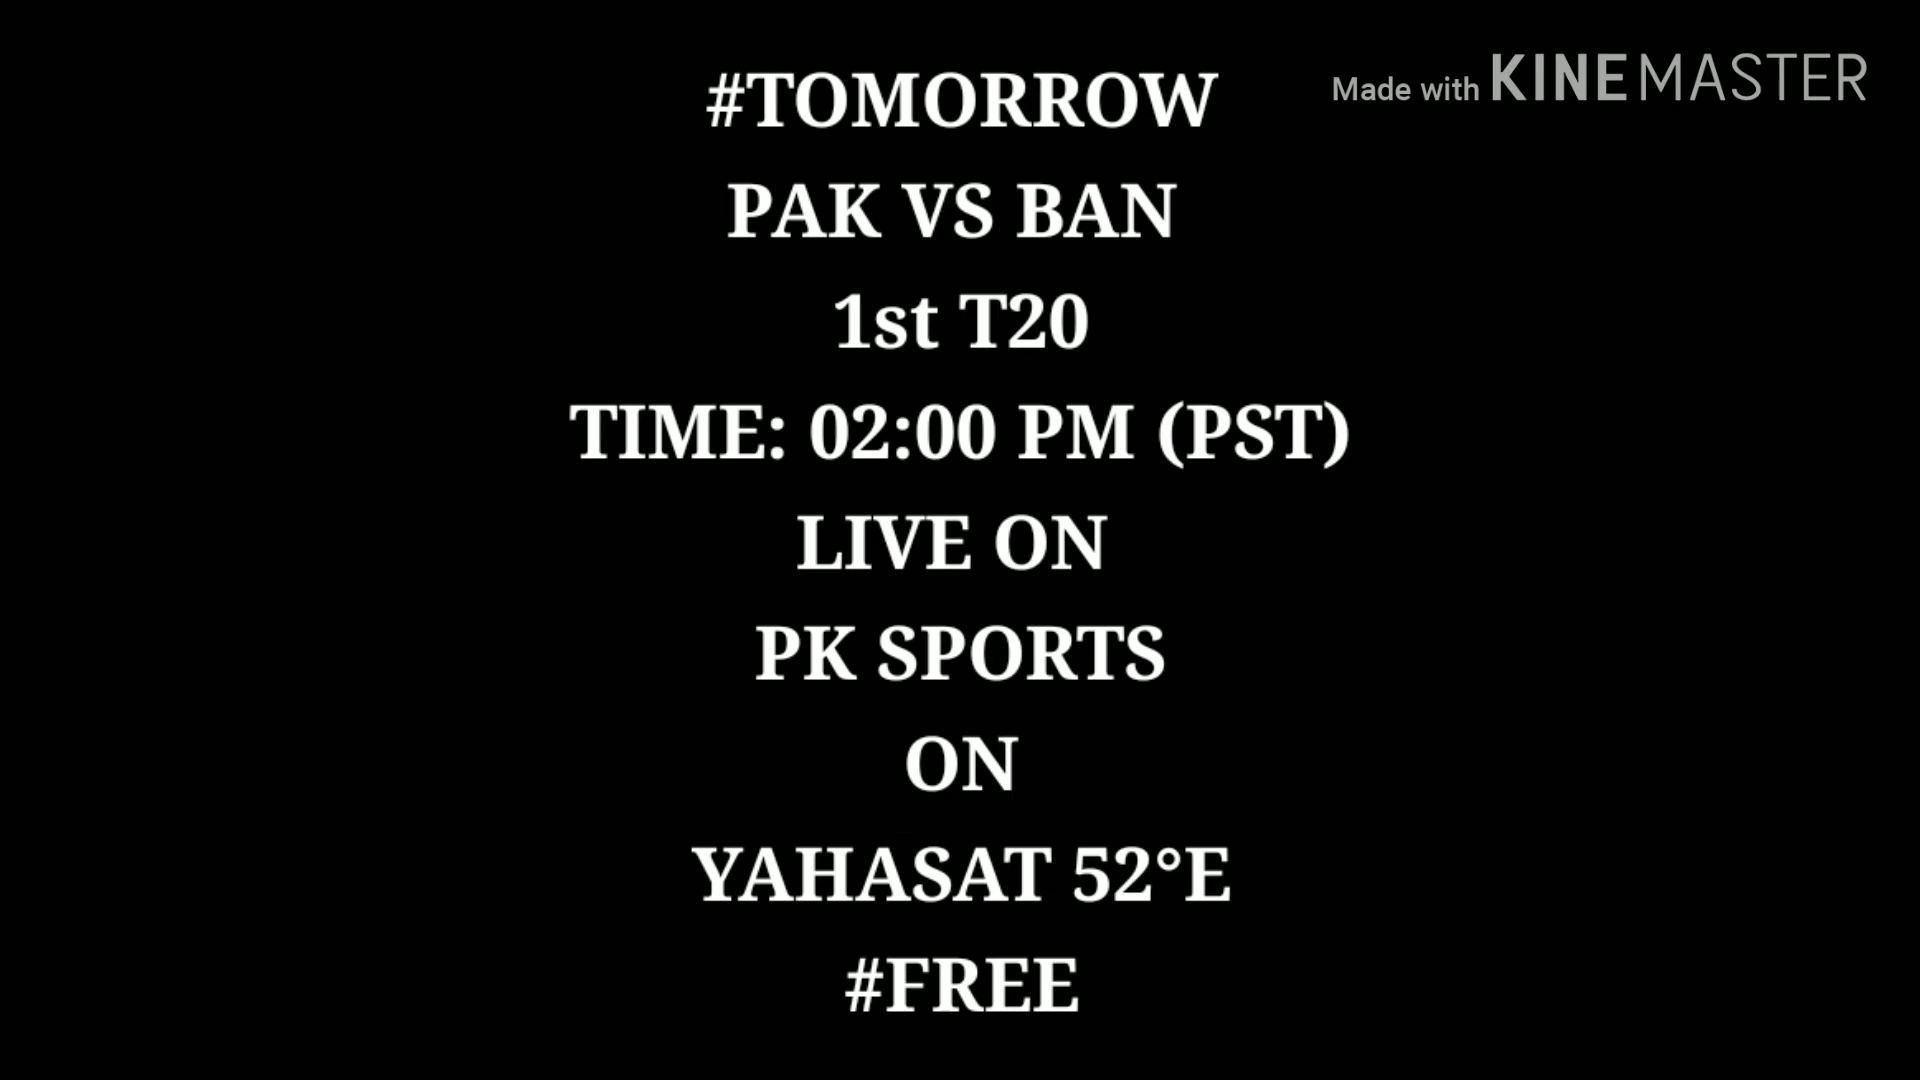 #TOMORROW
Made with KINEMASTER
PAK VS BAN
1st T20
TIME: 02:00 PM (PST)
LIVE ON
PK SPORTS
ON
YAHASAT 52°E
#FREE